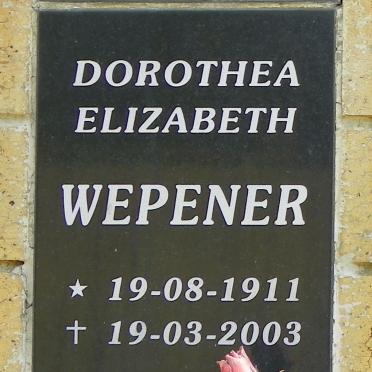 DOROTHEA
ELIZABETH
WEPENER
★ 19-08-1911
✝ 19-03-2003